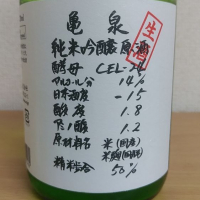 亀泉
生酒
純米吟醸原酒
酵母 CEL-24
アルコール分 14%
日本酒度 -15
酸度 1.8
アミノ酸 1.2
原材料名 米(国産)
米麹(国産米)
精米歩合 50%